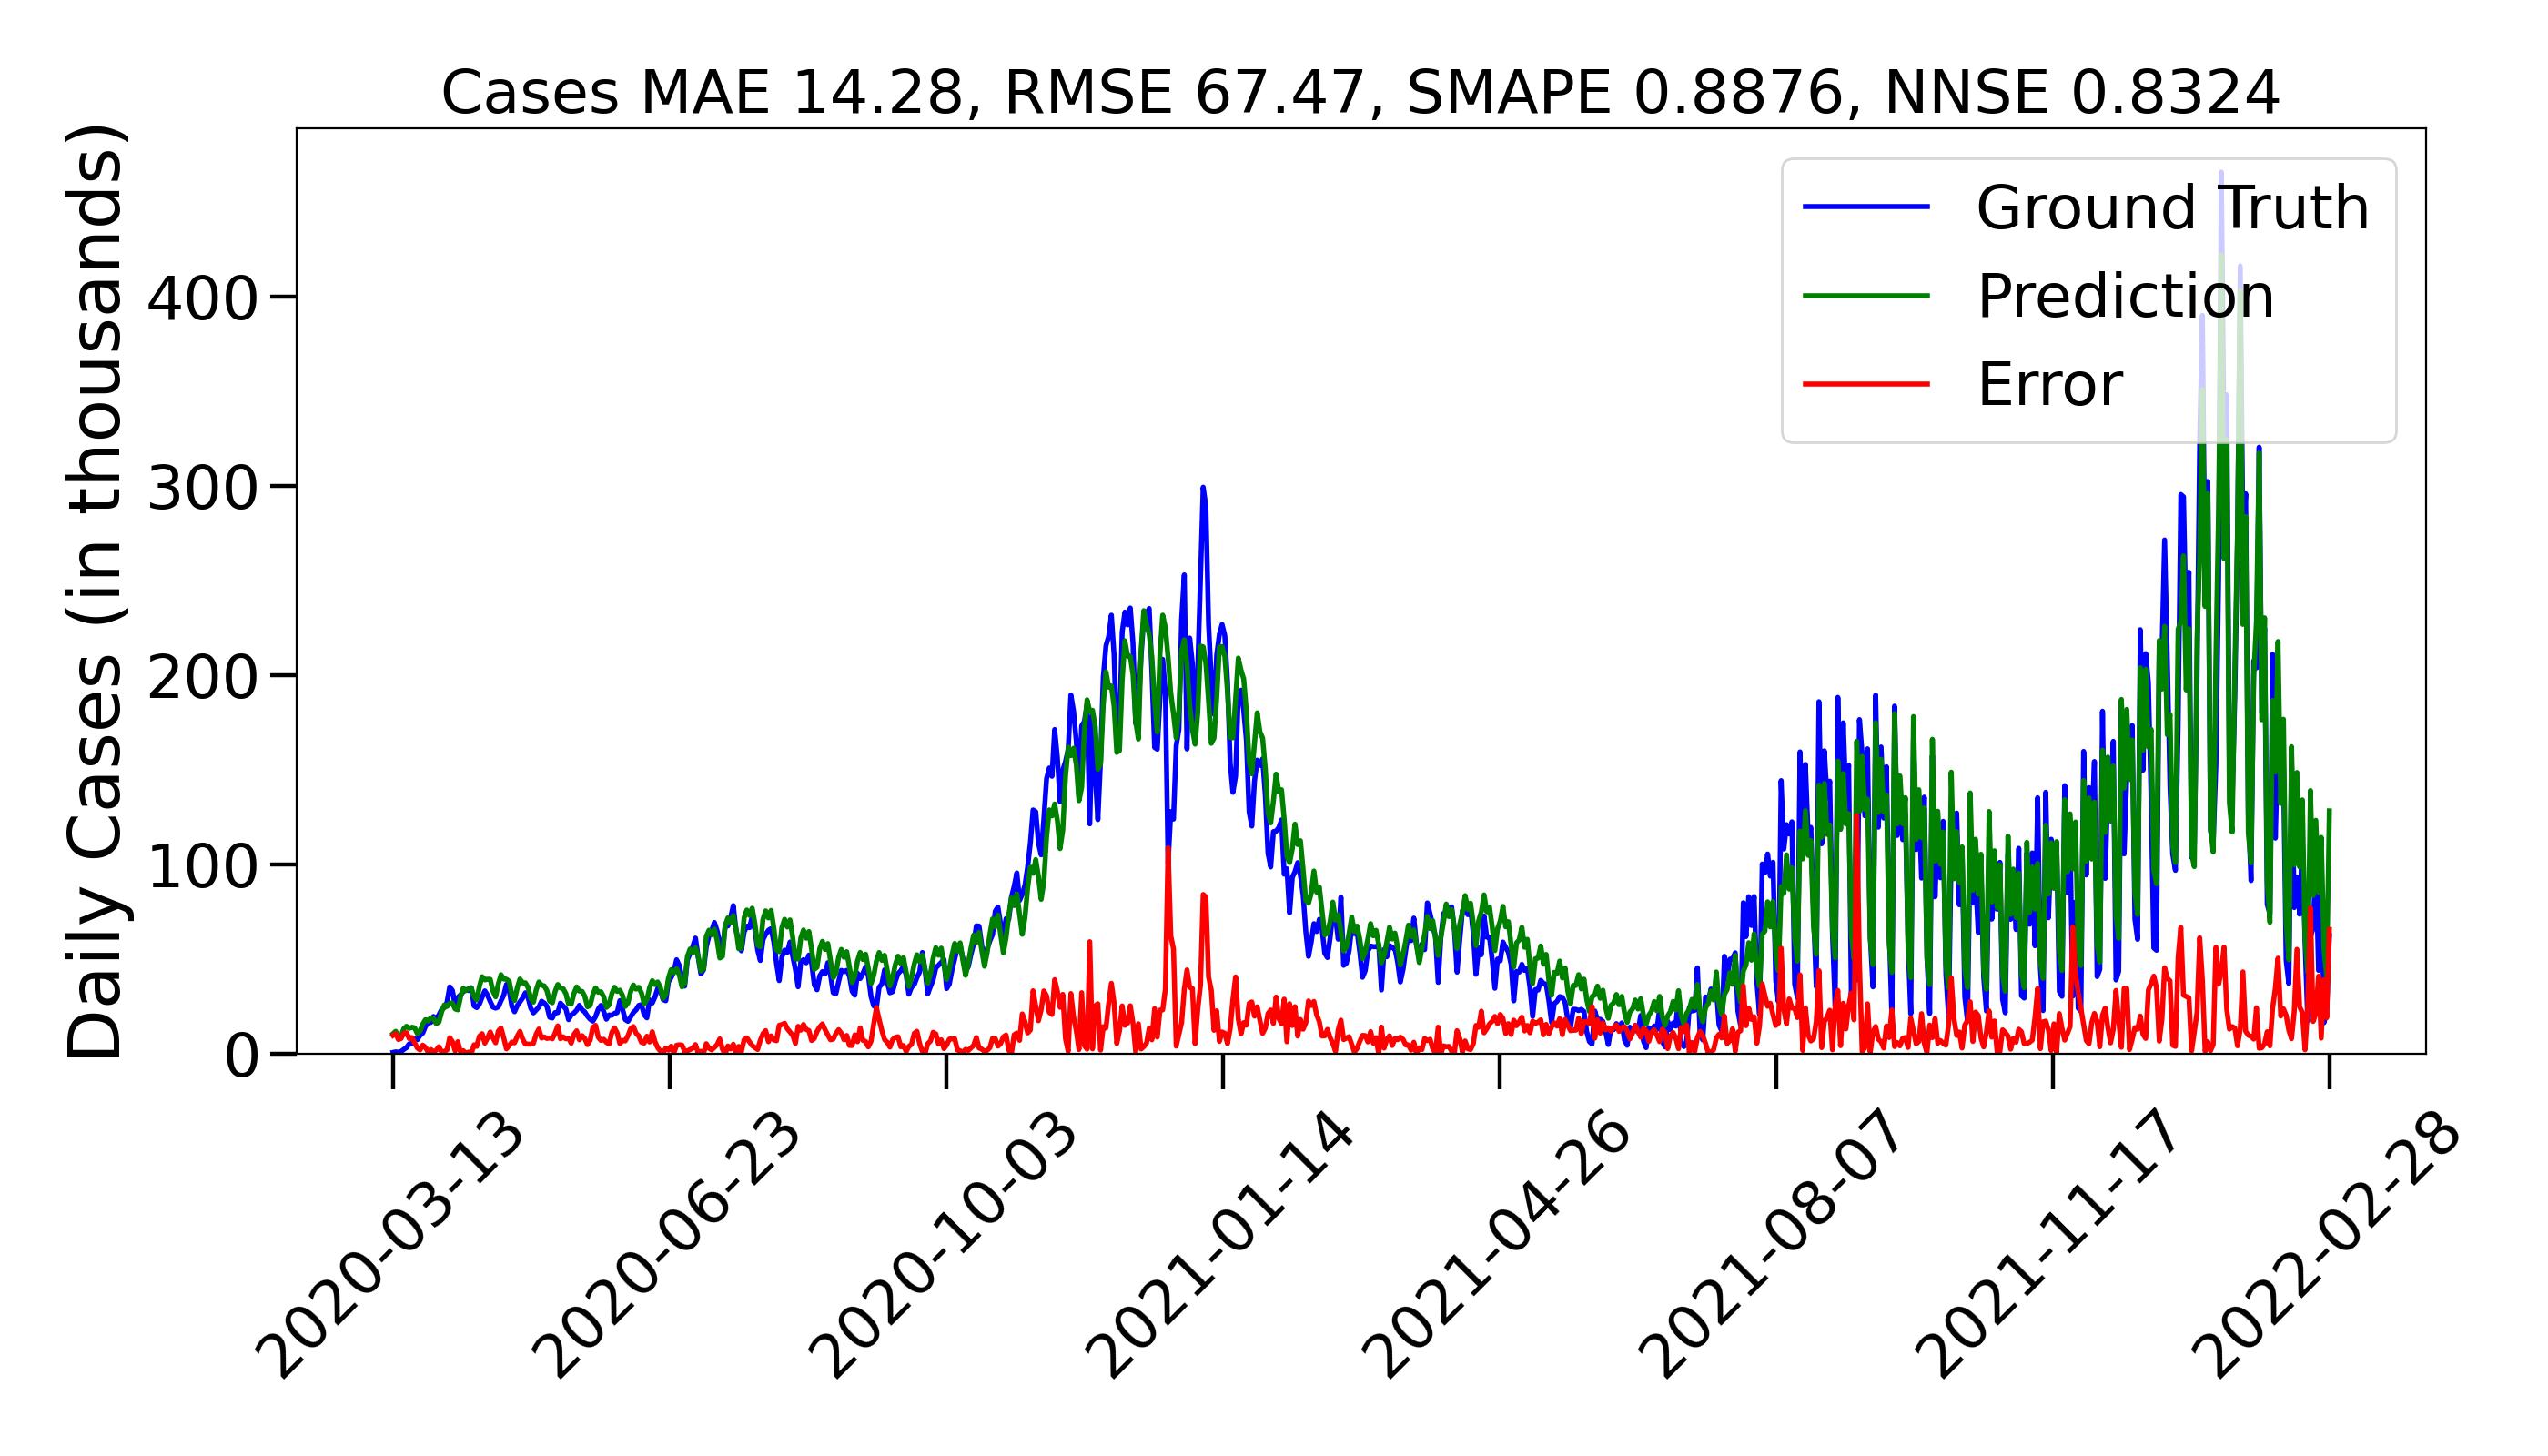 Cases MAE 14.28, RMSE 67.47, SMAPE 0.8876, NNSE 0.8324
Daily Cases (in thousands)
400
300
200
100
0
Ground Truth
Prediction
Error
2020-03-13
2020-06-23
2020-10-03
2021-01-14
2021-04-26
2021-08-07
2021-11-17
2022-02-28